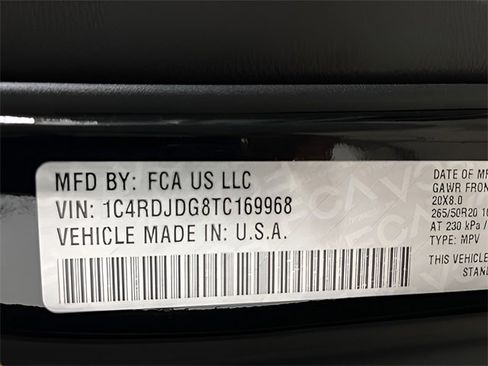 MFD BY: FCA US LLC
VIN: 1C4RDJDG8TC169968
VEHICLE MADE IN: U.S.A.
DATE OF M
GAWR FRON
20X8.0
265/50R20 1
AT 230 kPa /
TYPE: MPV
THIS VEHICLE
STAN